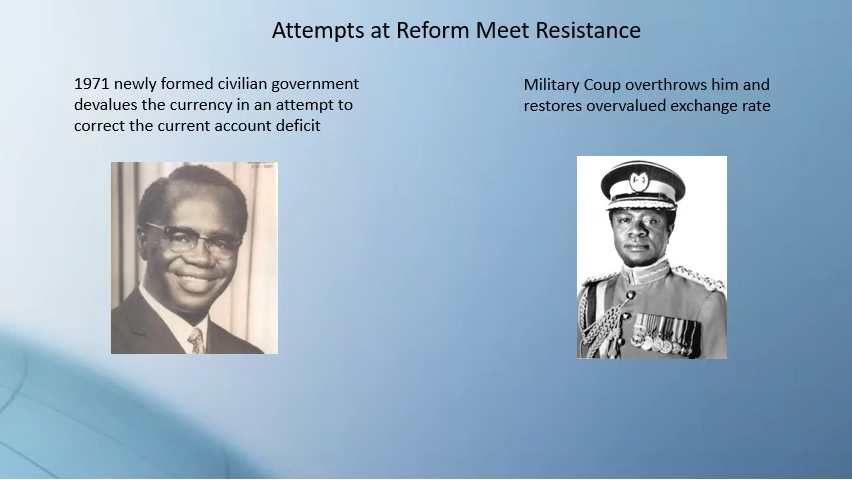 Attempts at Reform Meet Resistance
1971 newly formed civilian government
devalues the currency in an attempt to
correct the current account deficit
Military Coup overthrows him and
restores overvalued exchange rate